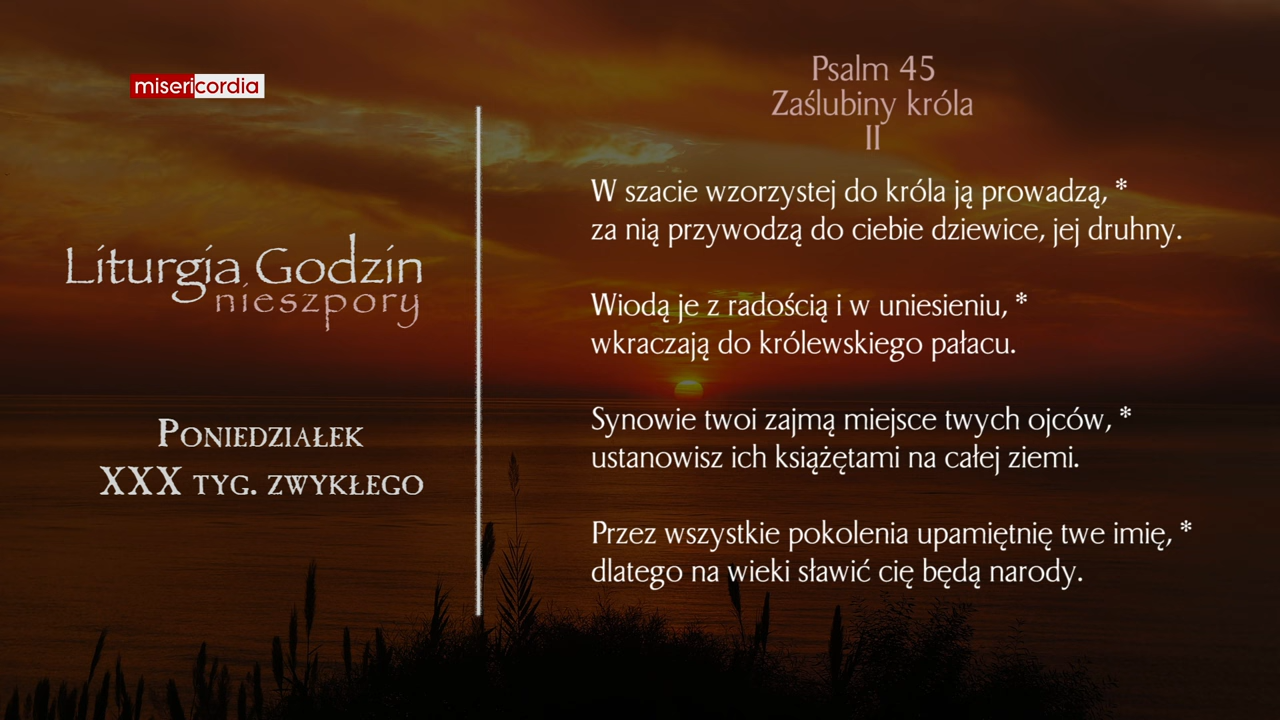 misericordia
Liturgia Godzin
nieszpory
Poniedziałek
XXX tyg. zwykłego
Psalm 45
Zaślubiny króla
II
W szacie wzorzystej do króla ją prowadzą, *
za nią przywodzą do ciebie dziewice, jej druhny.
Wiodą je z radością i w uniesieniu, *
wkraczają do królewskiego pałacu.
Synowie twoi zajmą miejsce twych ojców, *
ustanowisz ich książętami na całej ziemi.
Przez wszystkie pokolenia upamiętnię twe imię, *
dlatego na wieki sławić cię będą narody.